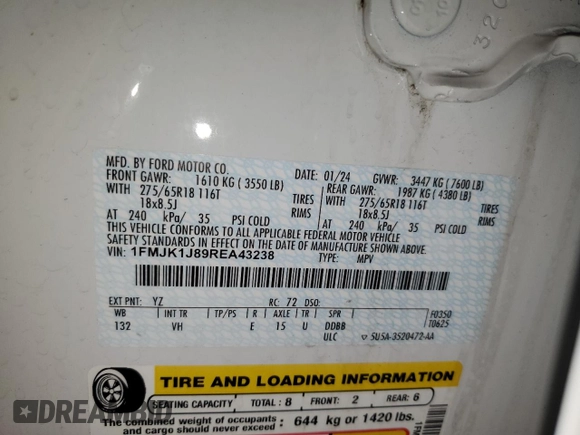 MFD. BY FORD MOTOR CO.
DATE: 01/24 GVWR: 3447 KG (7600 LB)
FRONT GAWR: 1610 KG (3550 LB) REAR GAWR: 1987 KG (4380 LB)
WITH 275/65R18 116T TIRES WITH 275/65R18 116T TIRES
18x8.5J RIMS 18x8.5J RIMS
AT 240 kPa/ 35 PSI COLD AT 240 kPa/ 35 PSI COLD
THIS VEHICLE CONFORMS TO ALL APPLICABLE FEDERAL MOTOR VEHICLE
SAFETY STANDARDS IN EFFECT ON THE DATE OF MANUFACTURE SHOWN ABOVE.
VIN: 1FMJK1J89REA43238 TYPE: MPV
EXT PNT: YZ RC: 72 DSO:
WB INT TR TP/PS R AXLE TR SPR F0350
132 VH E 15 U DDBB T0625
ULC 5U5A-3520472-AA
TIRE AND LOADING INFORMATION
SEATING CAPACITY TOTAL: 8 FRONT: 2 REAR: 6
The combined weight of occupants
and cargo should never exceed: 644 kg or 1420 lbs.
DREAMBID